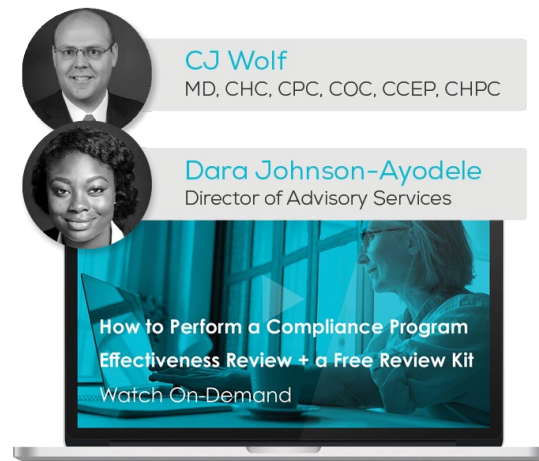 CJ Wolf
MD, CHC, CPC, COC, CCEP, CHPC
Dara Johnson-Ayodele
Director of Advisory Services
How to Perform a Compliance Program
Effectiveness Review + a Free Review Kit
Watch On-Demand